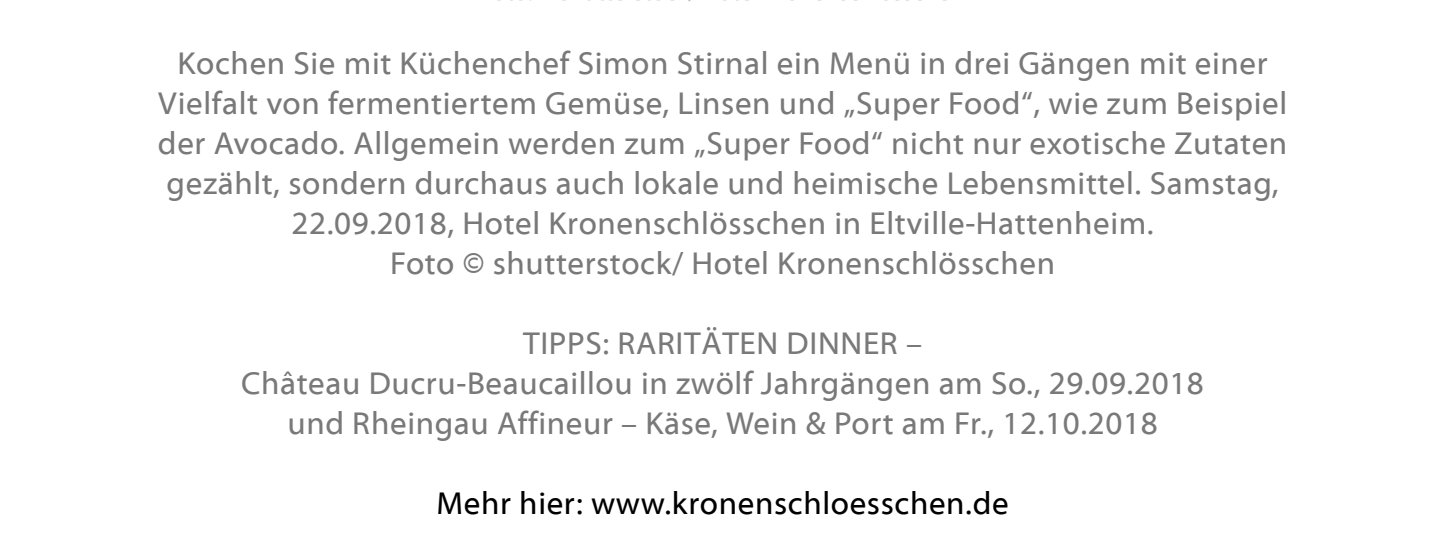 Kochen Sie mit Küchenchef Simon Stirnal ein Menü in drei Gängen mit einer
Vielfalt von fermentiertem Gemüse, Linsen und „Super Food“, wie zum Beispiel
der Avocado. Allgemein werden zum „Super Food“ nicht nur exotische Zutaten
gezählt, sondern durchaus auch lokale und heimische Lebensmittel. Samstag,
22.09.2018, Hotel Kronenschlösschen in Eltville-Hattenheim.
Foto © shutterstock/ Hotel Kronenschlösschen
TIPPS: RARITÄTEN DINNER –
Château Ducru-Beaucaillou in zwölf Jahrgängen am So., 29.09.2018
und Rheingau Affineur – Käse, Wein & Port am Fr., 12.10.2018
Mehr hier: www.kronenschloesschen.de